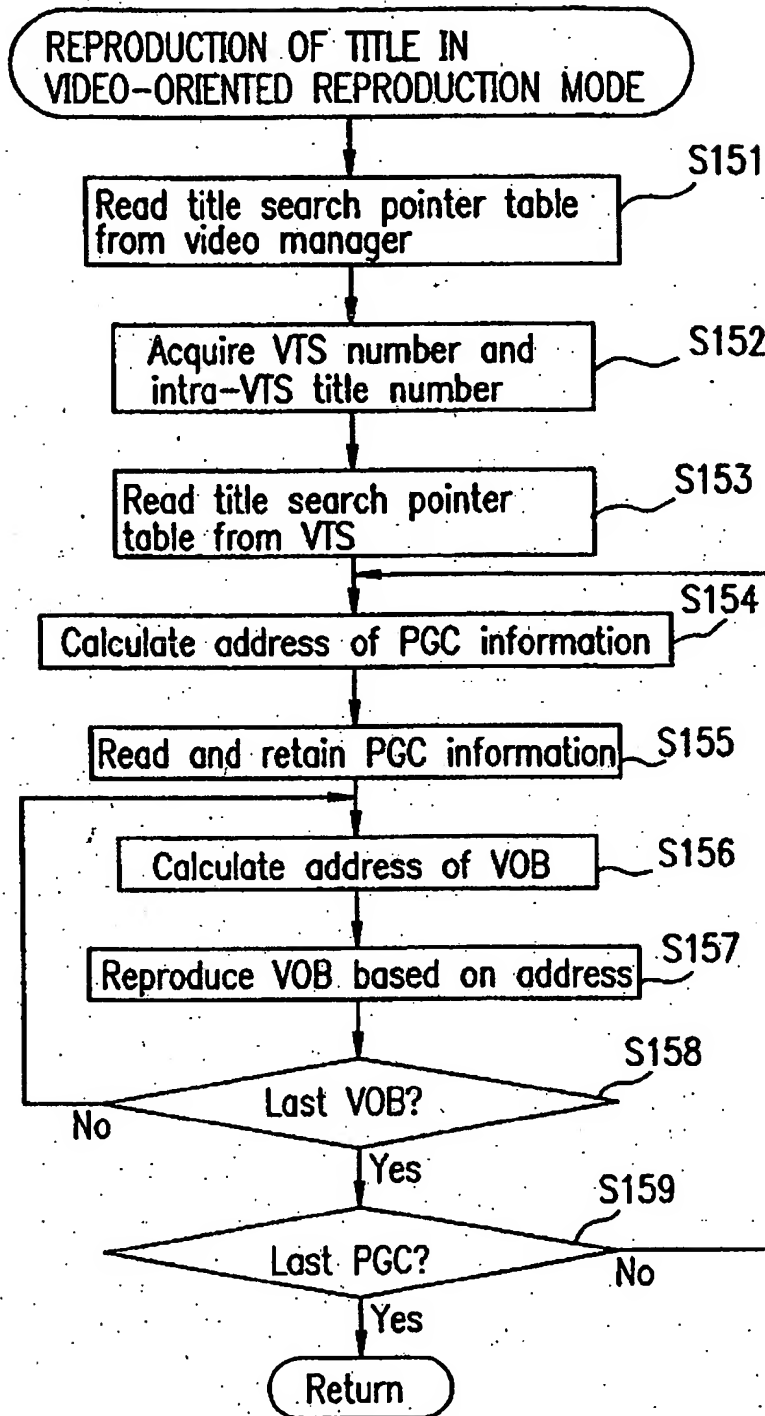 REPRODUCTION OF TITLE IN
VIDEO-ORIENTED REPRODUCTION MODE
S151
Read title search pointer table
from video manager
S152
Acquire VTS number and
intra-VTS title number
S153
Read title search pointer
table from VTS
S154
Calculate address of PGC information
Read and retain PGC information
S155
Calculate address of VOB
S156
Reproduce VOB based on address
S157
S158
Last VOB?
No
Yes
S159
Last PGC?
No
Yes
Return